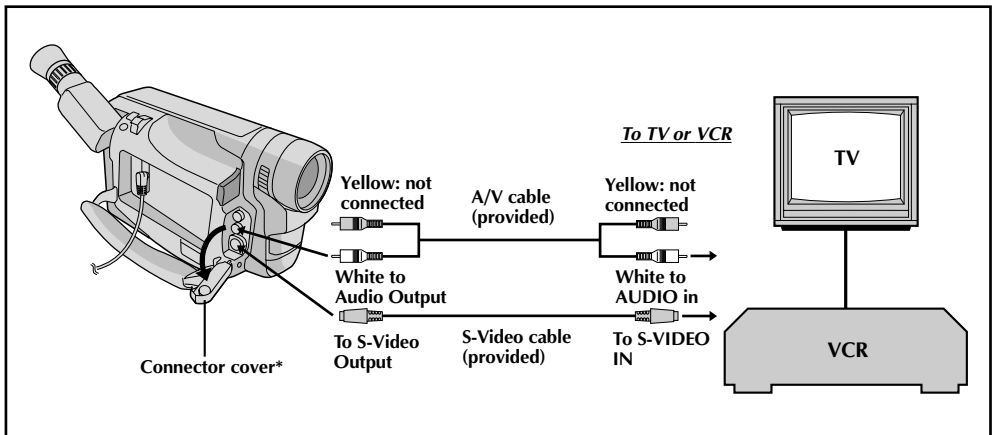 To TV or VCR
TV
Yellow: not
connected
A/V cable
(provided)
Yellow: not
connected
White to
Audio Output
White to
AUDIO in
To S-Video
Output
S-Video cable
(provided)
To S-VIDEO
IN
Connector cover*
VCR